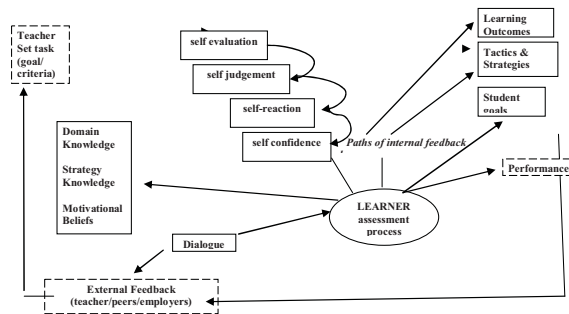 Teacher
Set task
(goal/
criteria)
self evaluation
self judgement
self-reaction
self confidence
Learning
Outcomes
Tactics &
Strategies
Student
goals
Paths of internal feedback
Performance
Domain
Knowledge
Strategy
Knowledge
Motivational
Beliefs
LEARNER
assessment
process
Dialogue
External Feedback
(teacher/peers/employers)